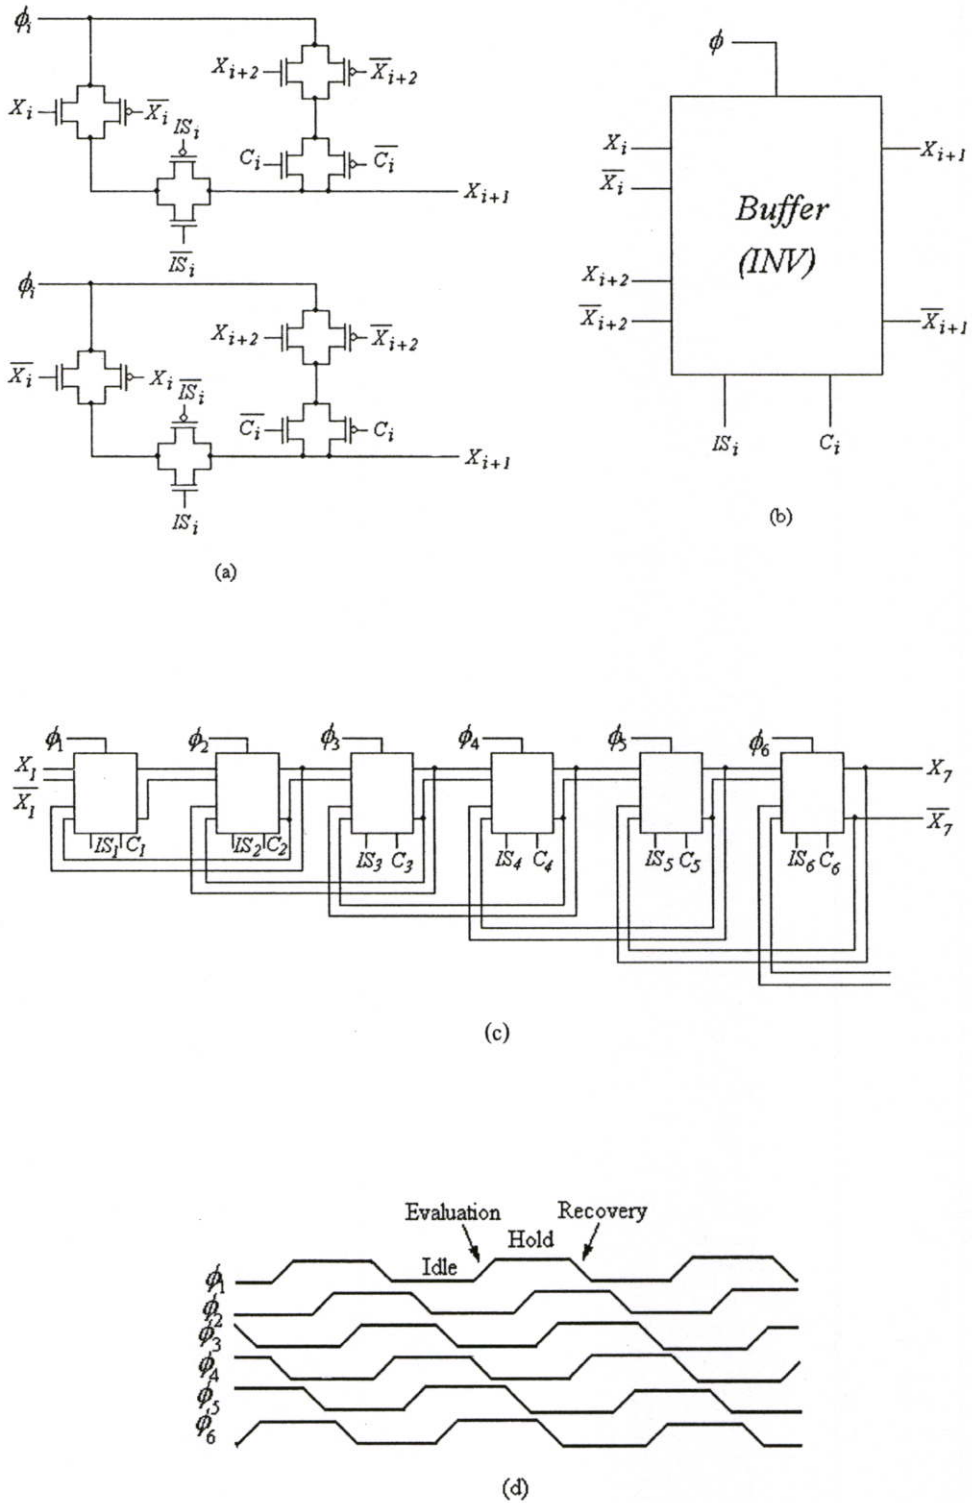 ϕi
Xi+2 X̅i+2
Xi X̅i
ISi
Ci C̅i
Xi+1
I̅S̅i
ϕi
Xi+2 X̅i+2
X̅i Xi
I̅S̅i
C̅i Ci
Xi+1
ISi
(a)
ϕ
Xi Xi+1
X̅i
Buffer
(INV)
Xi+2
X̅i+2 X̅i+1
ISi Ci
(b)
ϕ1 ϕ2 ϕ3 ϕ4 ϕ5 ϕ6
X1 X7
X̅1 X̅7
IS1 C1 IS2 C2 IS3 C3 IS4 C4 IS5 C5 IS6 C6
(c)
Evaluation Recovery
Hold
Idle
ϕ1
ϕ2
ϕ3
ϕ4
ϕ5
ϕ6
(d)